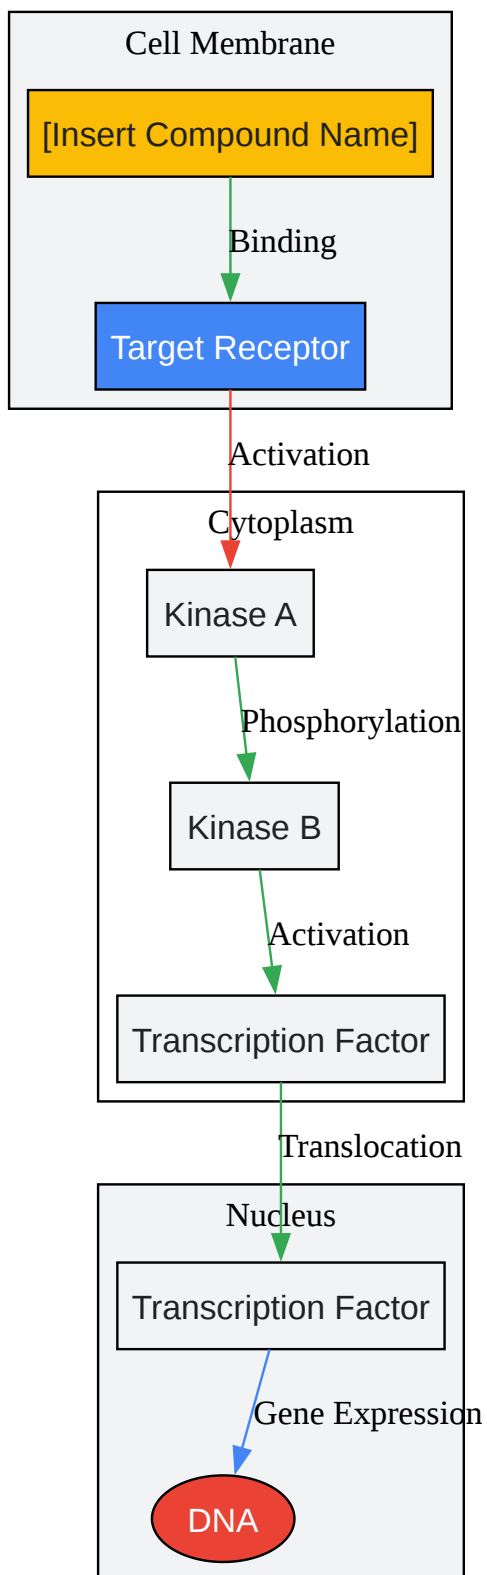 Cell Membrane
[Insert Compound Name]
Binding
Target Receptor
Activation
Cytoplasm
Kinase A
Phosphorylation
Kinase B
Activation
Transcription Factor
Translocation
Nucleus
Transcription Factor
Gene Expression
DNA